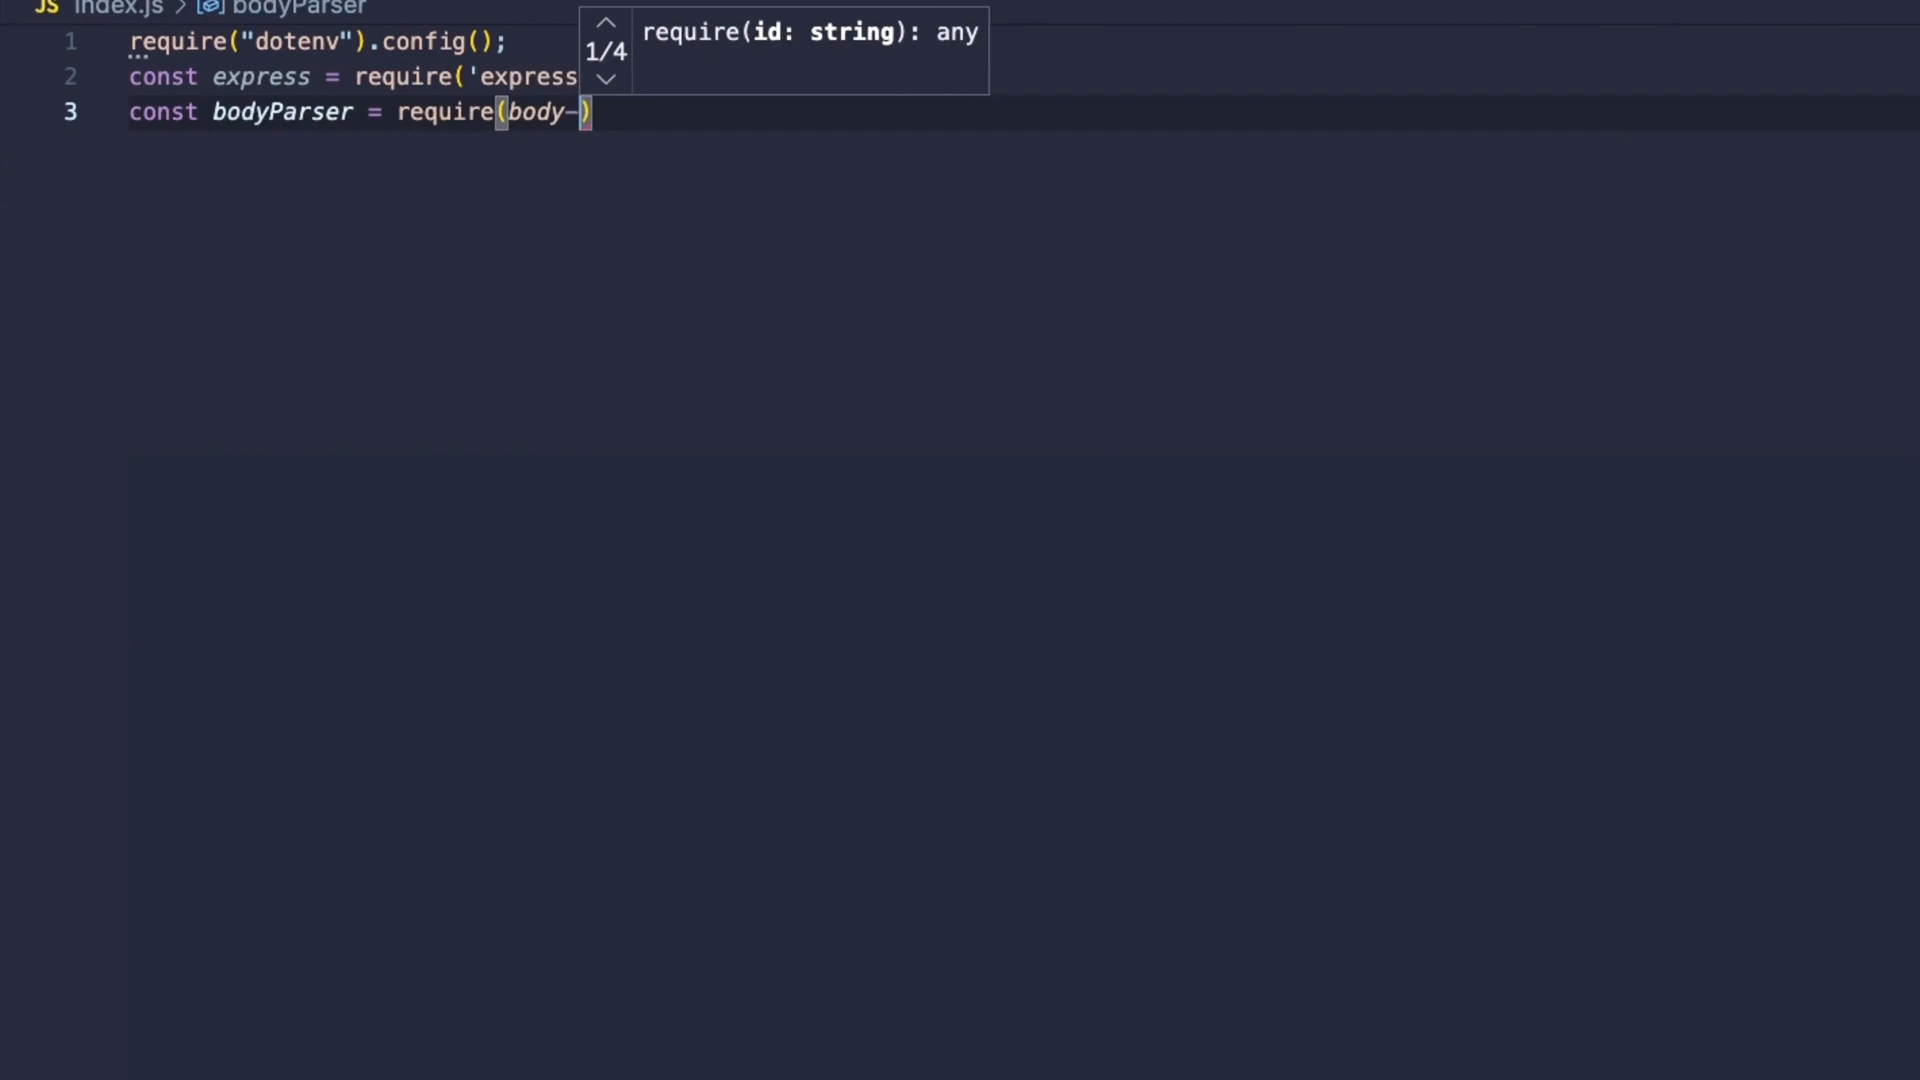 JS index.js > bodyParser
1 require("dotenv").config();
2 const express = require('express
3 const bodyParser = require(body-)
1/4 require(id: string): any